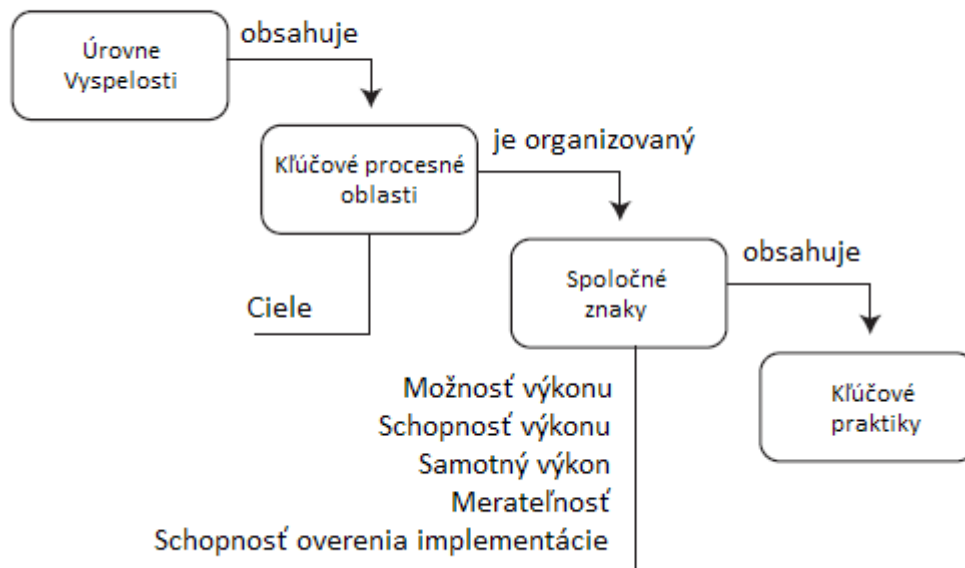 obsahuje
Úrovne
Vyspelosti
je organizovaný
Kľúčové procesné
oblasti
obsahuje
Spoločné
znaky
Ciele
Možnosť výkonu
Schopnosť výkonu
Samotný výkon
Merateľnosť
Schopnosť overenia implementácie
Kľúčové
praktiky